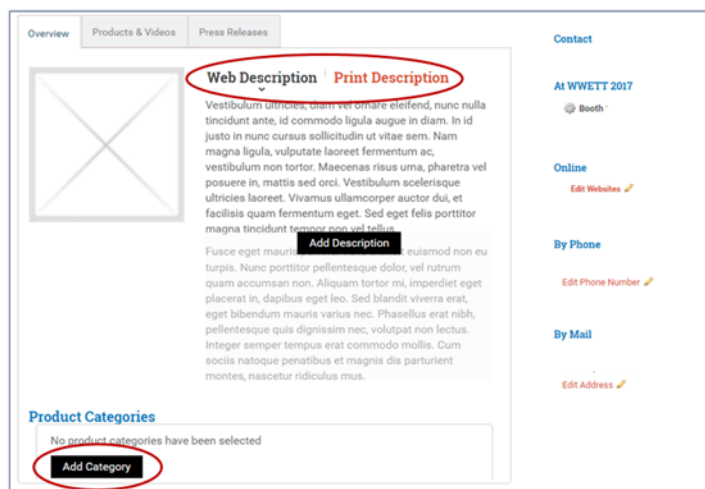 Overview
Products & Videos
Press Releases
Web Description
Print Description
Vestibulum ultricies, diam vel ornare eleifend, nunc nulla
tincidunt ante, id commodo ligula augue in diam. In id
justo in nunc cursus sollicitudin ut vitae sem. Nam
magna ligula, vulputate laoreet fermentum ac,
vestibulum non tortor. Maecenas risus urna, pharetra vel
posuere in, mattis sed orci. Vestibulum scelerisque
ultricies laoreet. Vivamus ullamcorper auctor dui, et
facilisis quam fermentum eget. Sed eget felis porttitor
magna tincidunt tempor non vel tellus.
Add Description
Fusce eget mauris euismod non eu
turpis. Nunc porttitor pellentesque dolor, vel rutrum
quam accumsan non. Aliquam tortor mi, imperdiet eget
placerat in, dapibus eget leo. Sed blandit viverra erat,
eget bibendum mauris varius nec. Phasellus erat nibh,
pellentesque quis dignissim nec, volutpat non lectus.
Integer semper tempus erat commodo mollis. Cum
sociis natoque penatibus et magnis dis parturient
montes, nascetur ridiculus mus.
Product Categories
No product categories have been selected
Add Category
Contact
At WWETT 2017
Booth
Online
Edit Websites
By Phone
Edit Phone Number
By Mail
Edit Address